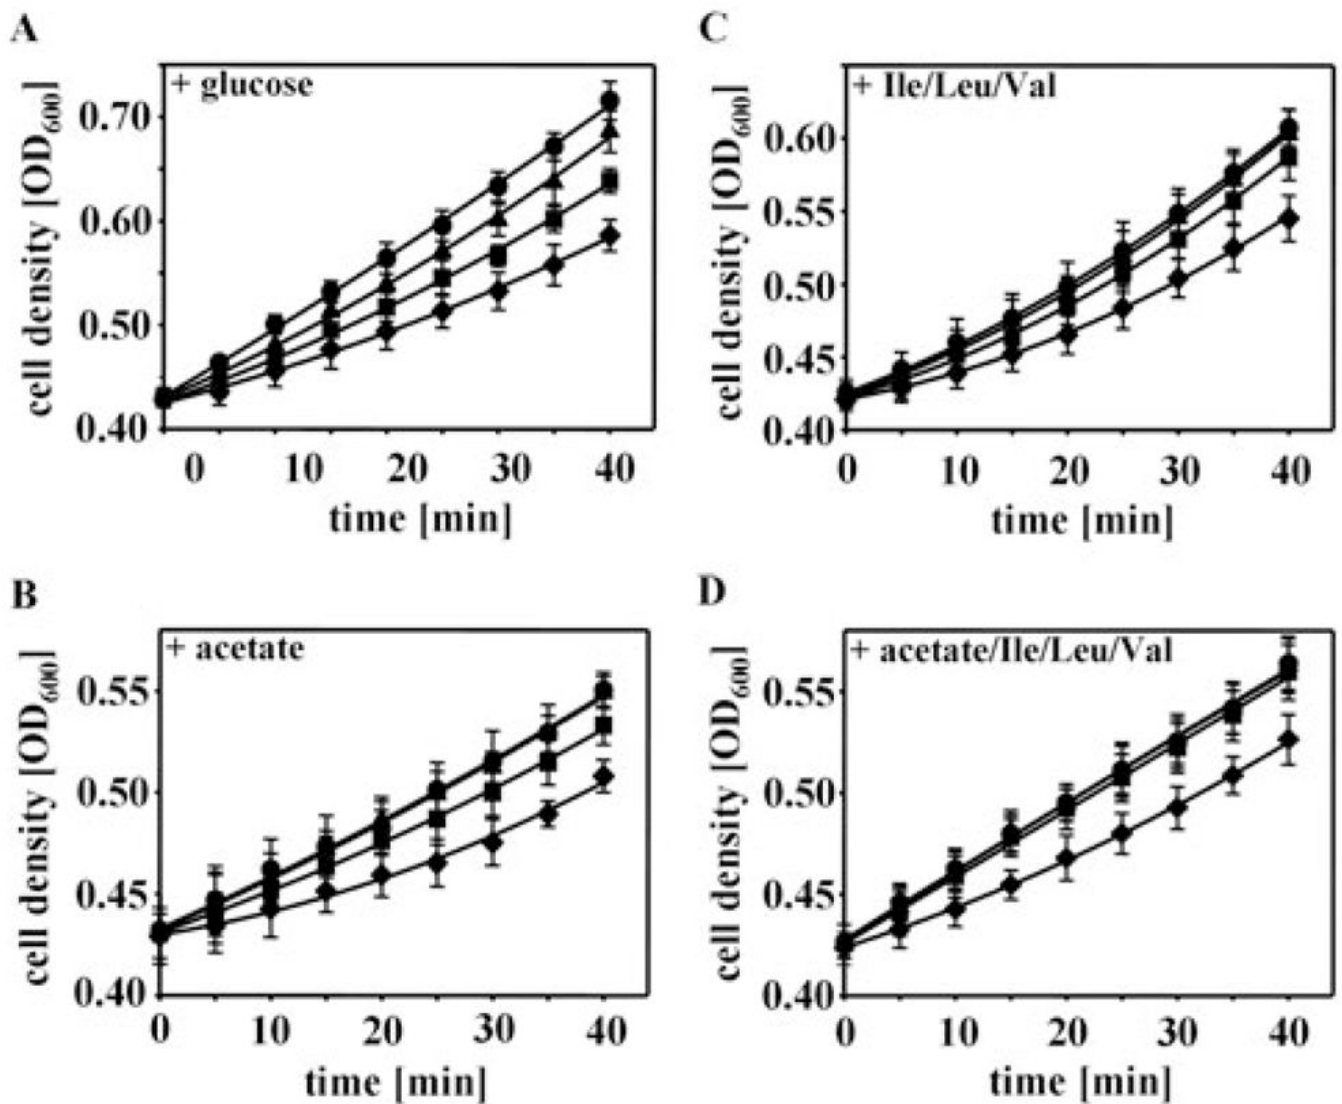 A
+ glucose
cell density [OD600]
0.70
0.60
0.50
0.40
0 10 20 30 40
time [min]
C
+ Ile/Leu/Val
cell density [OD600]
0.60
0.55
0.50
0.45
0.40
0 10 20 30 40
time [min]
B
+ acetate
cell density [OD600]
0.55
0.50
0.45
0.40
0 10 20 30 40
time [min]
D
+ acetate/Ile/Leu/Val
cell density [OD600]
0.55
0.50
0.45
0.40
0 10 20 30 40
time [min]